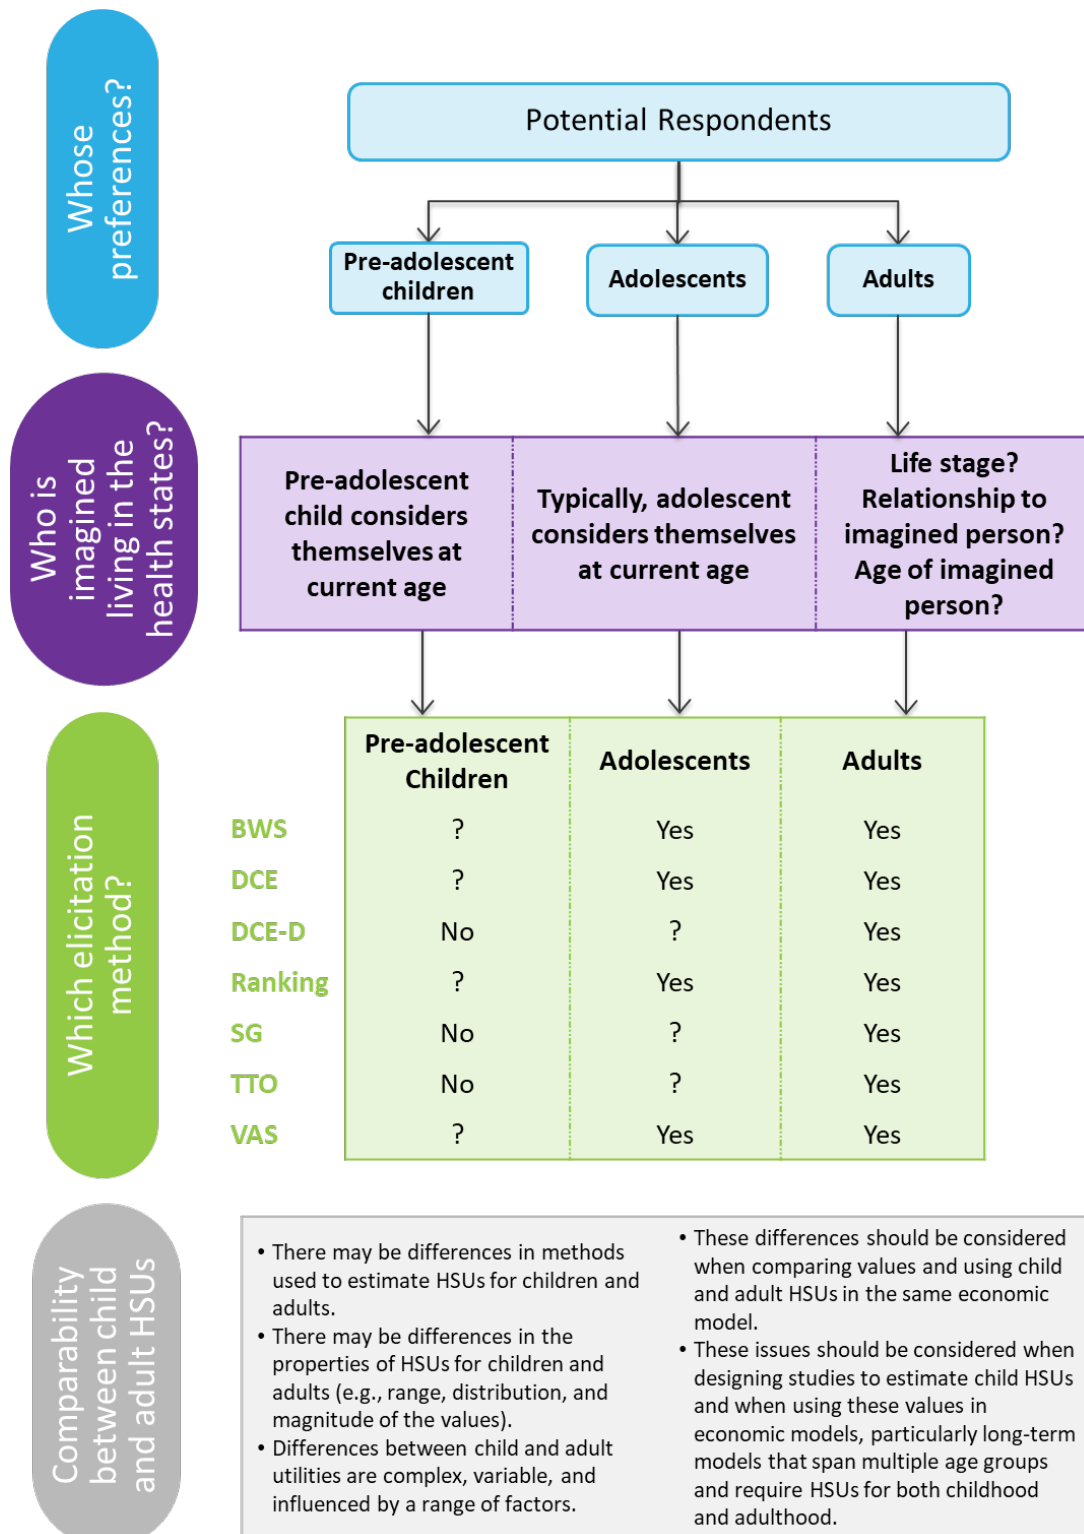 Whose
preferences?
Potential Respondents
Pre-adolescent
children
Adolescents
Adults
Who is
imagined
living in the
health states?
Pre-adolescent
child considers
themselves at
current age
Typically, adolescent
considers themselves
at current age
Life stage?
Relationship to
imagined person?
Age of imagined
person?
Which elicitation
method?
Pre-adolescent
Children
Adolescents
Adults
BWS ? Yes Yes
DCE ? Yes Yes
DCE-D No ? Yes
Ranking ? Yes Yes
SG No ? Yes
TTO No ? Yes
VAS ? Yes Yes
Comparability
between child
and adult HSUs
• There may be differences in methods
used to estimate HSUs for children and
adults.
• There may be differences in the
properties of HSUs for children and
adults (e.g., range, distribution, and
magnitude of the values).
• Differences between child and adult
utilities are complex, variable, and
influenced by a range of factors.
• These differences should be considered
when comparing values and using child
and adult HSUs in the same economic
model.
• These issues should be considered when
designing studies to estimate child HSUs
and when using these values in
economic models, particularly long-term
models that span multiple age groups
and require HSUs for both childhood
and adulthood.